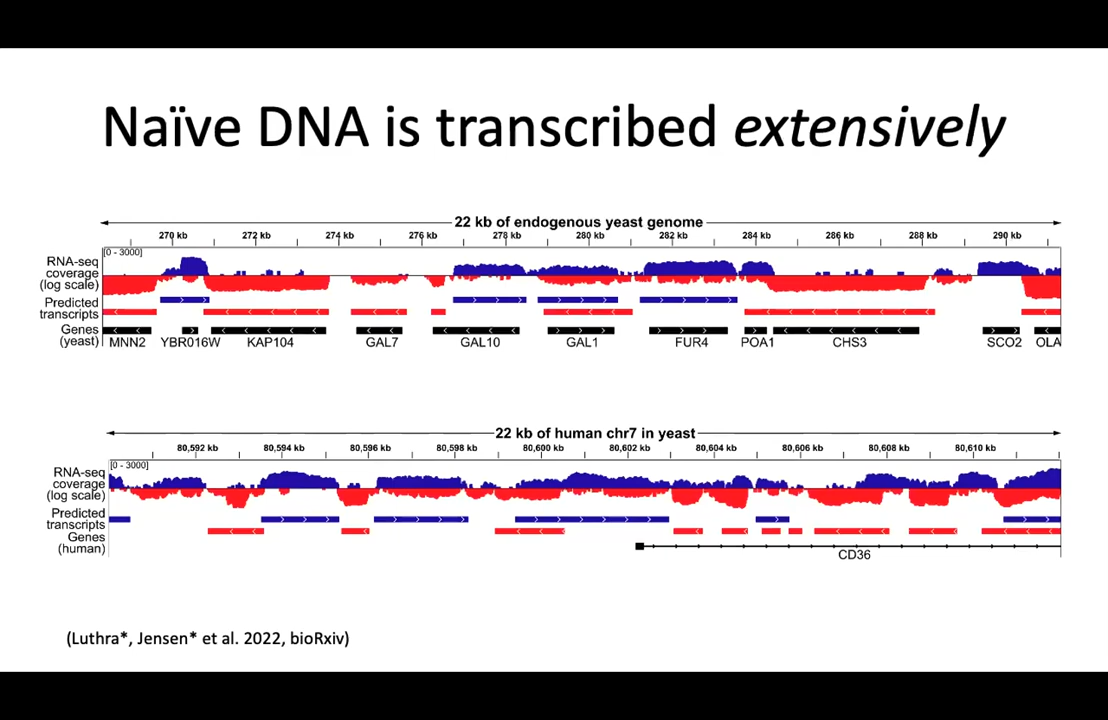 Naïve DNA is transcribed extensively
22 kb of endogenous yeast genome
270 kb 272 kb 274 kb 276 kb 278 kb 280 kb 282 kb 284 kb 286 kb 288 kb 290 kb
[0 - 3000]
RNA-seq
coverage
(log scale)
Predicted
transcripts
Genes
(yeast)
MNN2 YBR016W KAP104 GAL7 GAL10 GAL1 FUR4 POA1 CHS3 SCO2 OLA
22 kb of human chr7 in yeast
80,592 kb 80,594 kb 80,596 kb 80,598 kb 80,600 kb 80,602 kb 80,604 kb 80,606 kb 80,608 kb 80,610 kb
[0 - 3000]
RNA-seq
coverage
(log scale)
Predicted
transcripts
Genes
(human)
CD36
(Luthra*, Jensen* et al. 2022, bioRxiv)